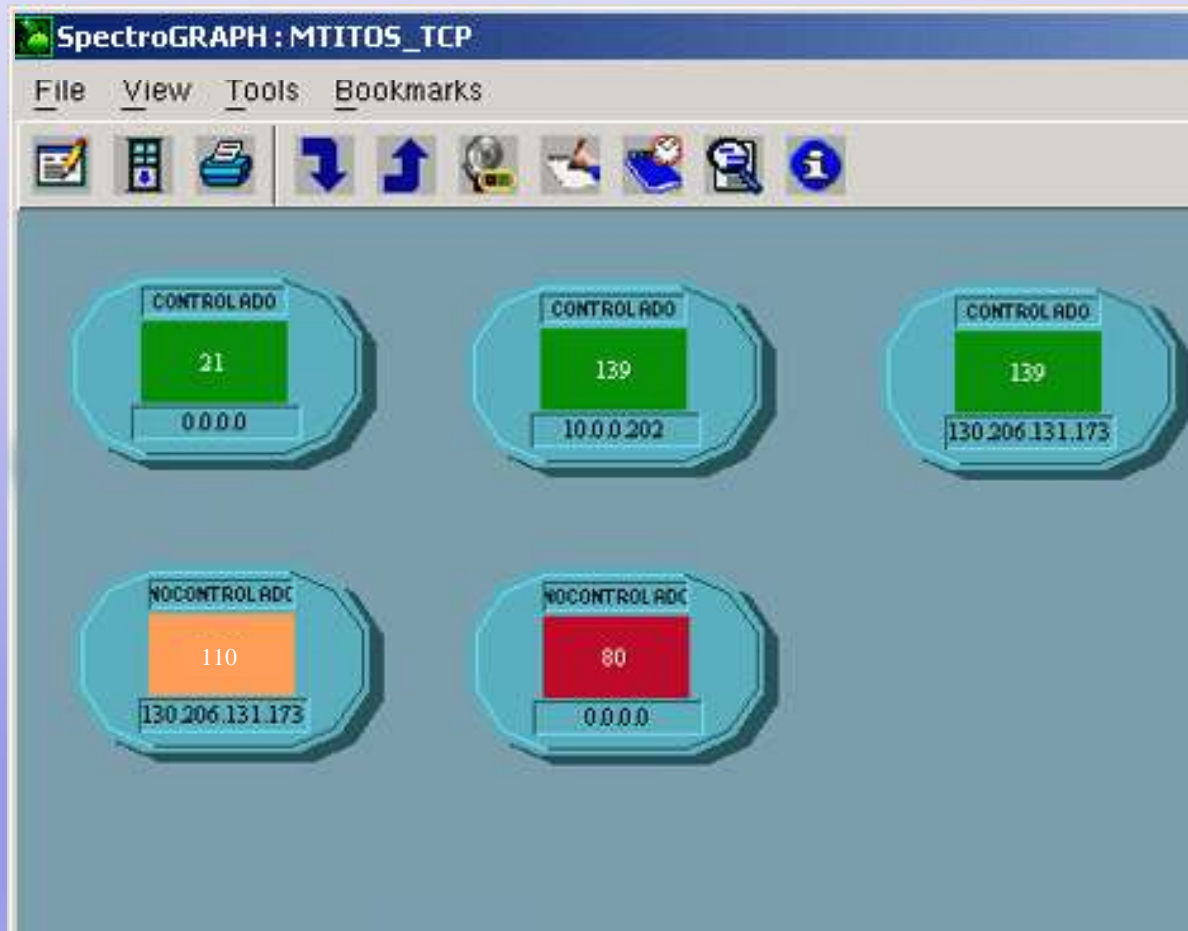 SpectroGRAPH : MTITOS_TCP
File View Tools Bookmarks
CONTROLADO
21
0.0.0.0
CONTROLADO
139
10.0.0.202
CONTROLADO
139
130.206.131.173
NOCONTROLADO
110
130.206.131.173
NOCONTROLADO
80
0.0.0.0